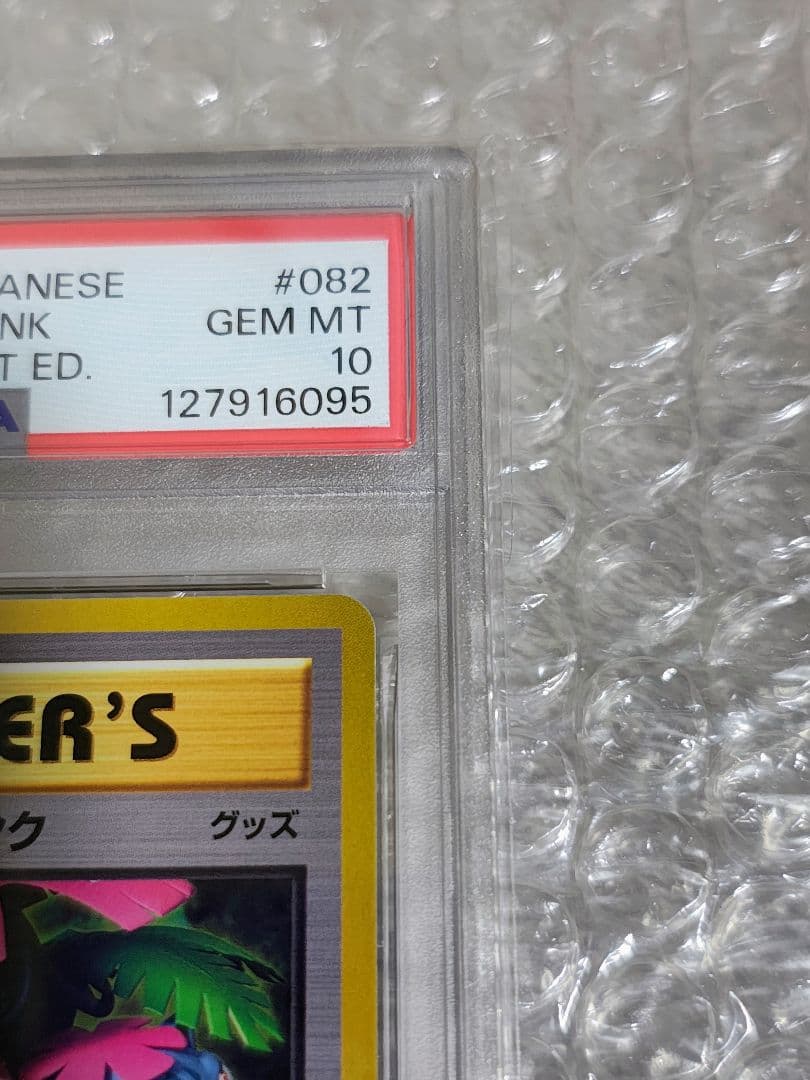 ANESE #082
NK GEM MT
T ED. 10
A 127916095
ER'S
ク グッズ